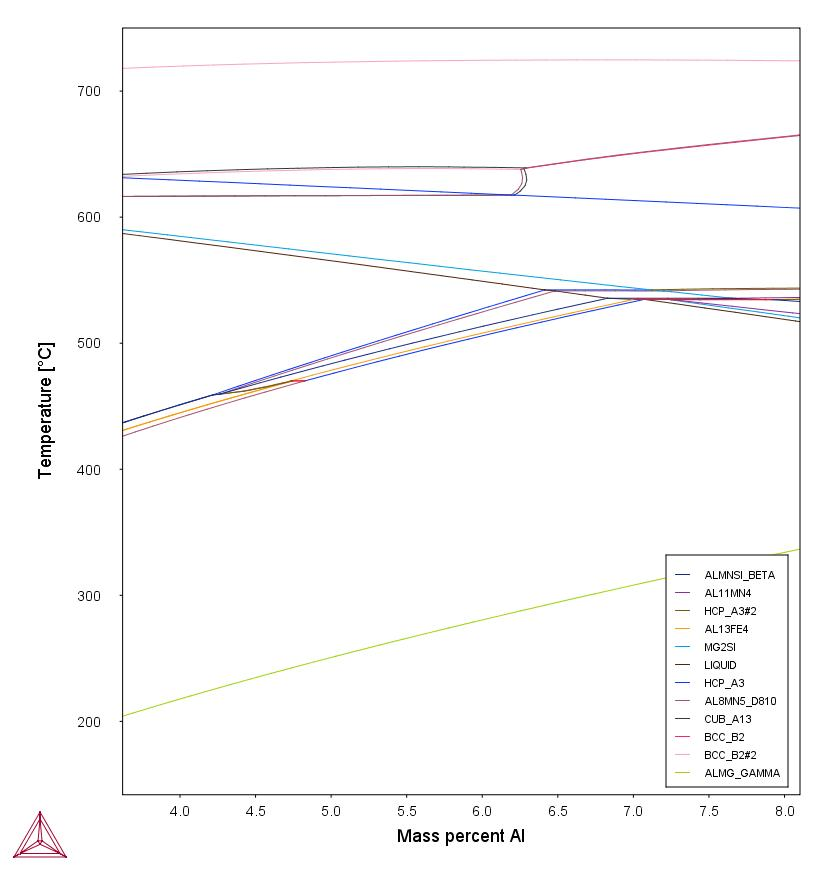 700
600
500
400
300
200
Temperature [°C]
4.0 4.5 5.0 5.5 6.0 6.5 7.0 7.5 8.0
Mass percent Al
ALMNSI_BETA
AL11MN4
HCP_A3#2
AL13FE4
MG2SI
LIQUID
HCP_A3
AL8MN5_D810
CUB_A13
BCC_B2
BCC_B2#2
ALMG_GAMMA